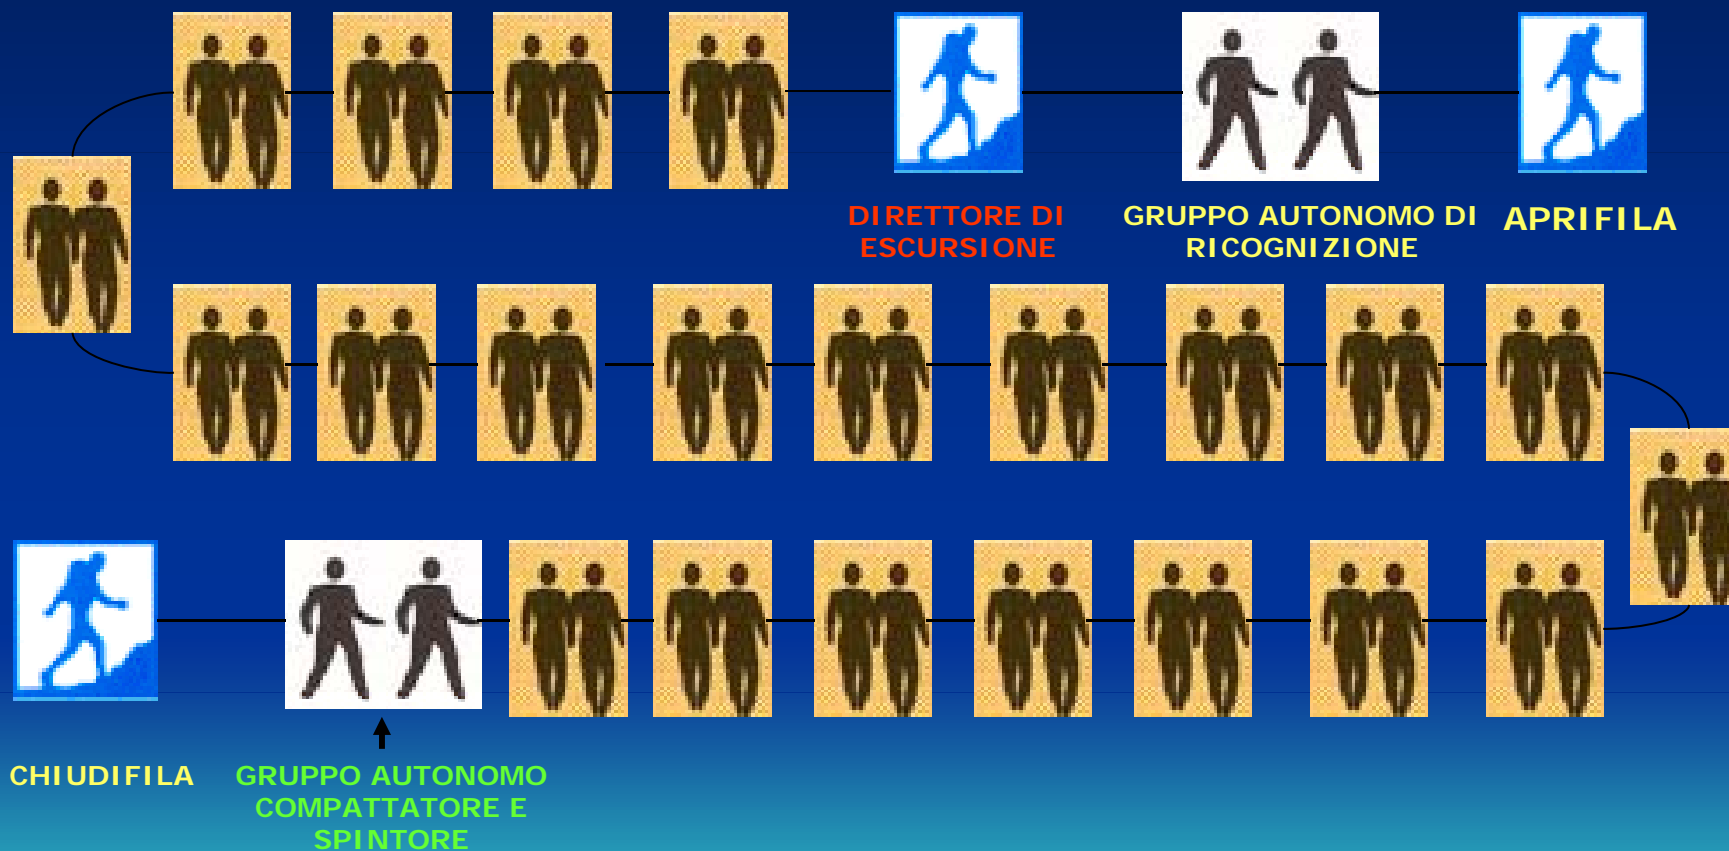 DIRETTORE DI
ESCURSIONE
GRUPPO AUTONOMO DI
RICOGNIZIONE
APRIFILA
CHIUDIFILA
GRUPPO AUTONOMO
COMPATTATORE E
SPINTORE